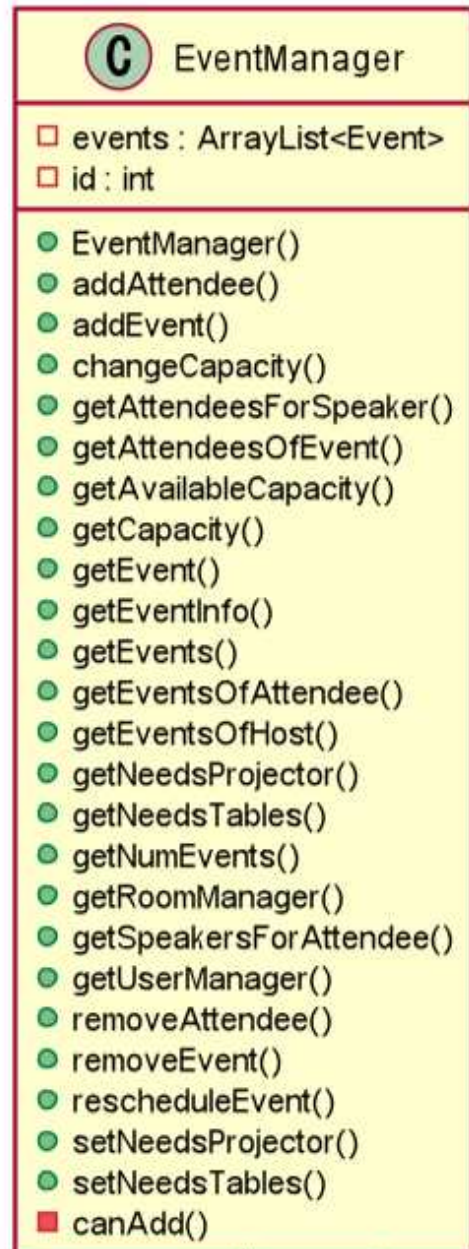 C EventManager
events : ArrayList<Event>
id : int
EventManager()
addAttendee()
addEvent()
changeCapacity()
getAttendeesForSpeaker()
getAttendeesOfEvent()
getAvailableCapacity()
getCapacity()
getEvent()
getEventInfo()
getEvents()
getEventsOfAttendee()
getEventsOfHost()
getNeedsProjector()
getNeedsTables()
getNumEvents()
getRoomManager()
getSpeakersForAttendee()
getUserManager()
removeAttendee()
removeEvent()
rescheduleEvent()
setNeedsProjector()
setNeedsTables()
canAdd()